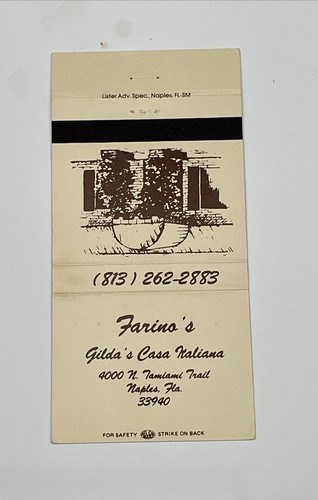 Lister Adv. Spec., Naples, FL-SM
(813) 262-2883
Farino's
Gilda's Casa Italiana
4000 N. Tamiami Trail
Naples, Fla.
33940
FOR SAFETY STRIKE ON BACK